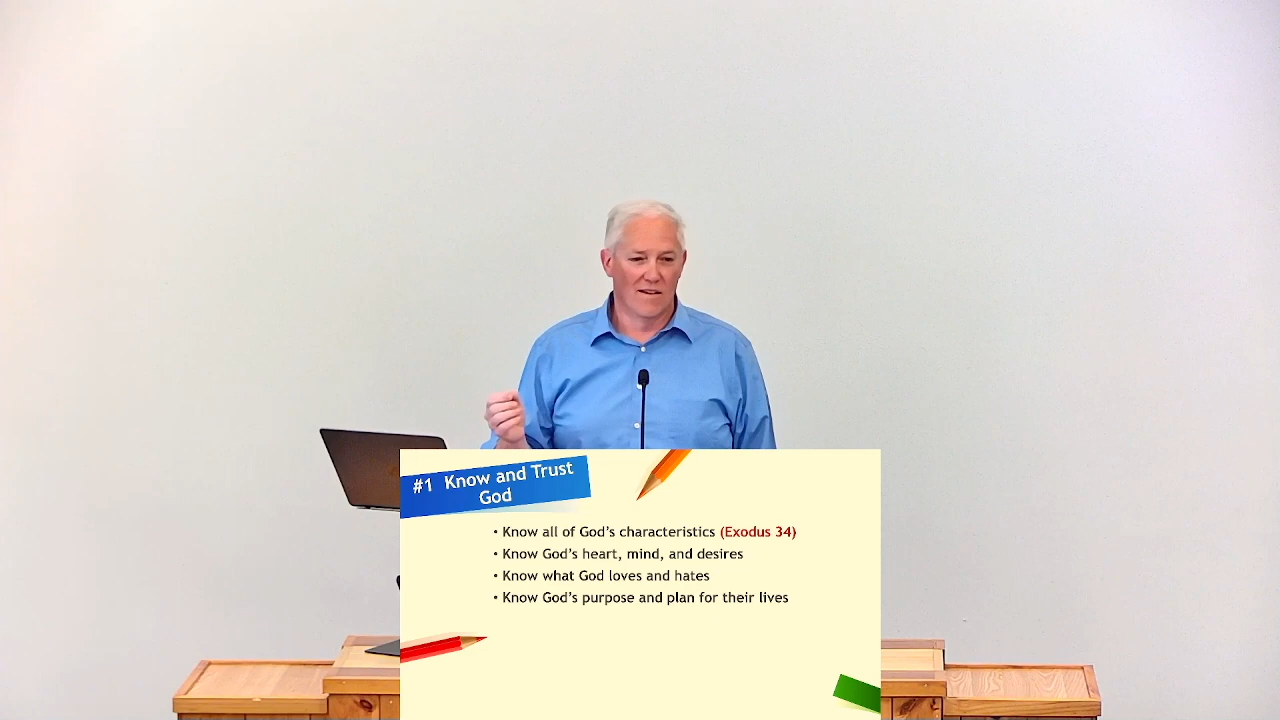 #1 Know and Trust
God
• Know all of God's characteristics (Exodus 34)
• Know God's heart, mind, and desires
• Know what God loves and hates
• Know God's purpose and plan for their lives